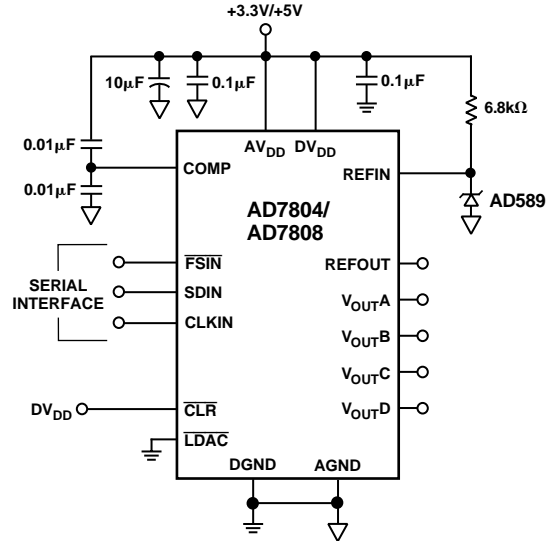 +3.3V/+5V
10μF
0.1μF
0.1μF
6.8kΩ
0.01μF
0.01μF
AVDD
DVDD
COMP
REFIN
AD589
AD7804/
AD7808
FSIN
SDIN
CLKIN
SERIAL
INTERFACE
REFOUT
VOUTA
VOUTB
VOUTC
VOUTD
DVDD
CLR
LDAC
DGND
AGND